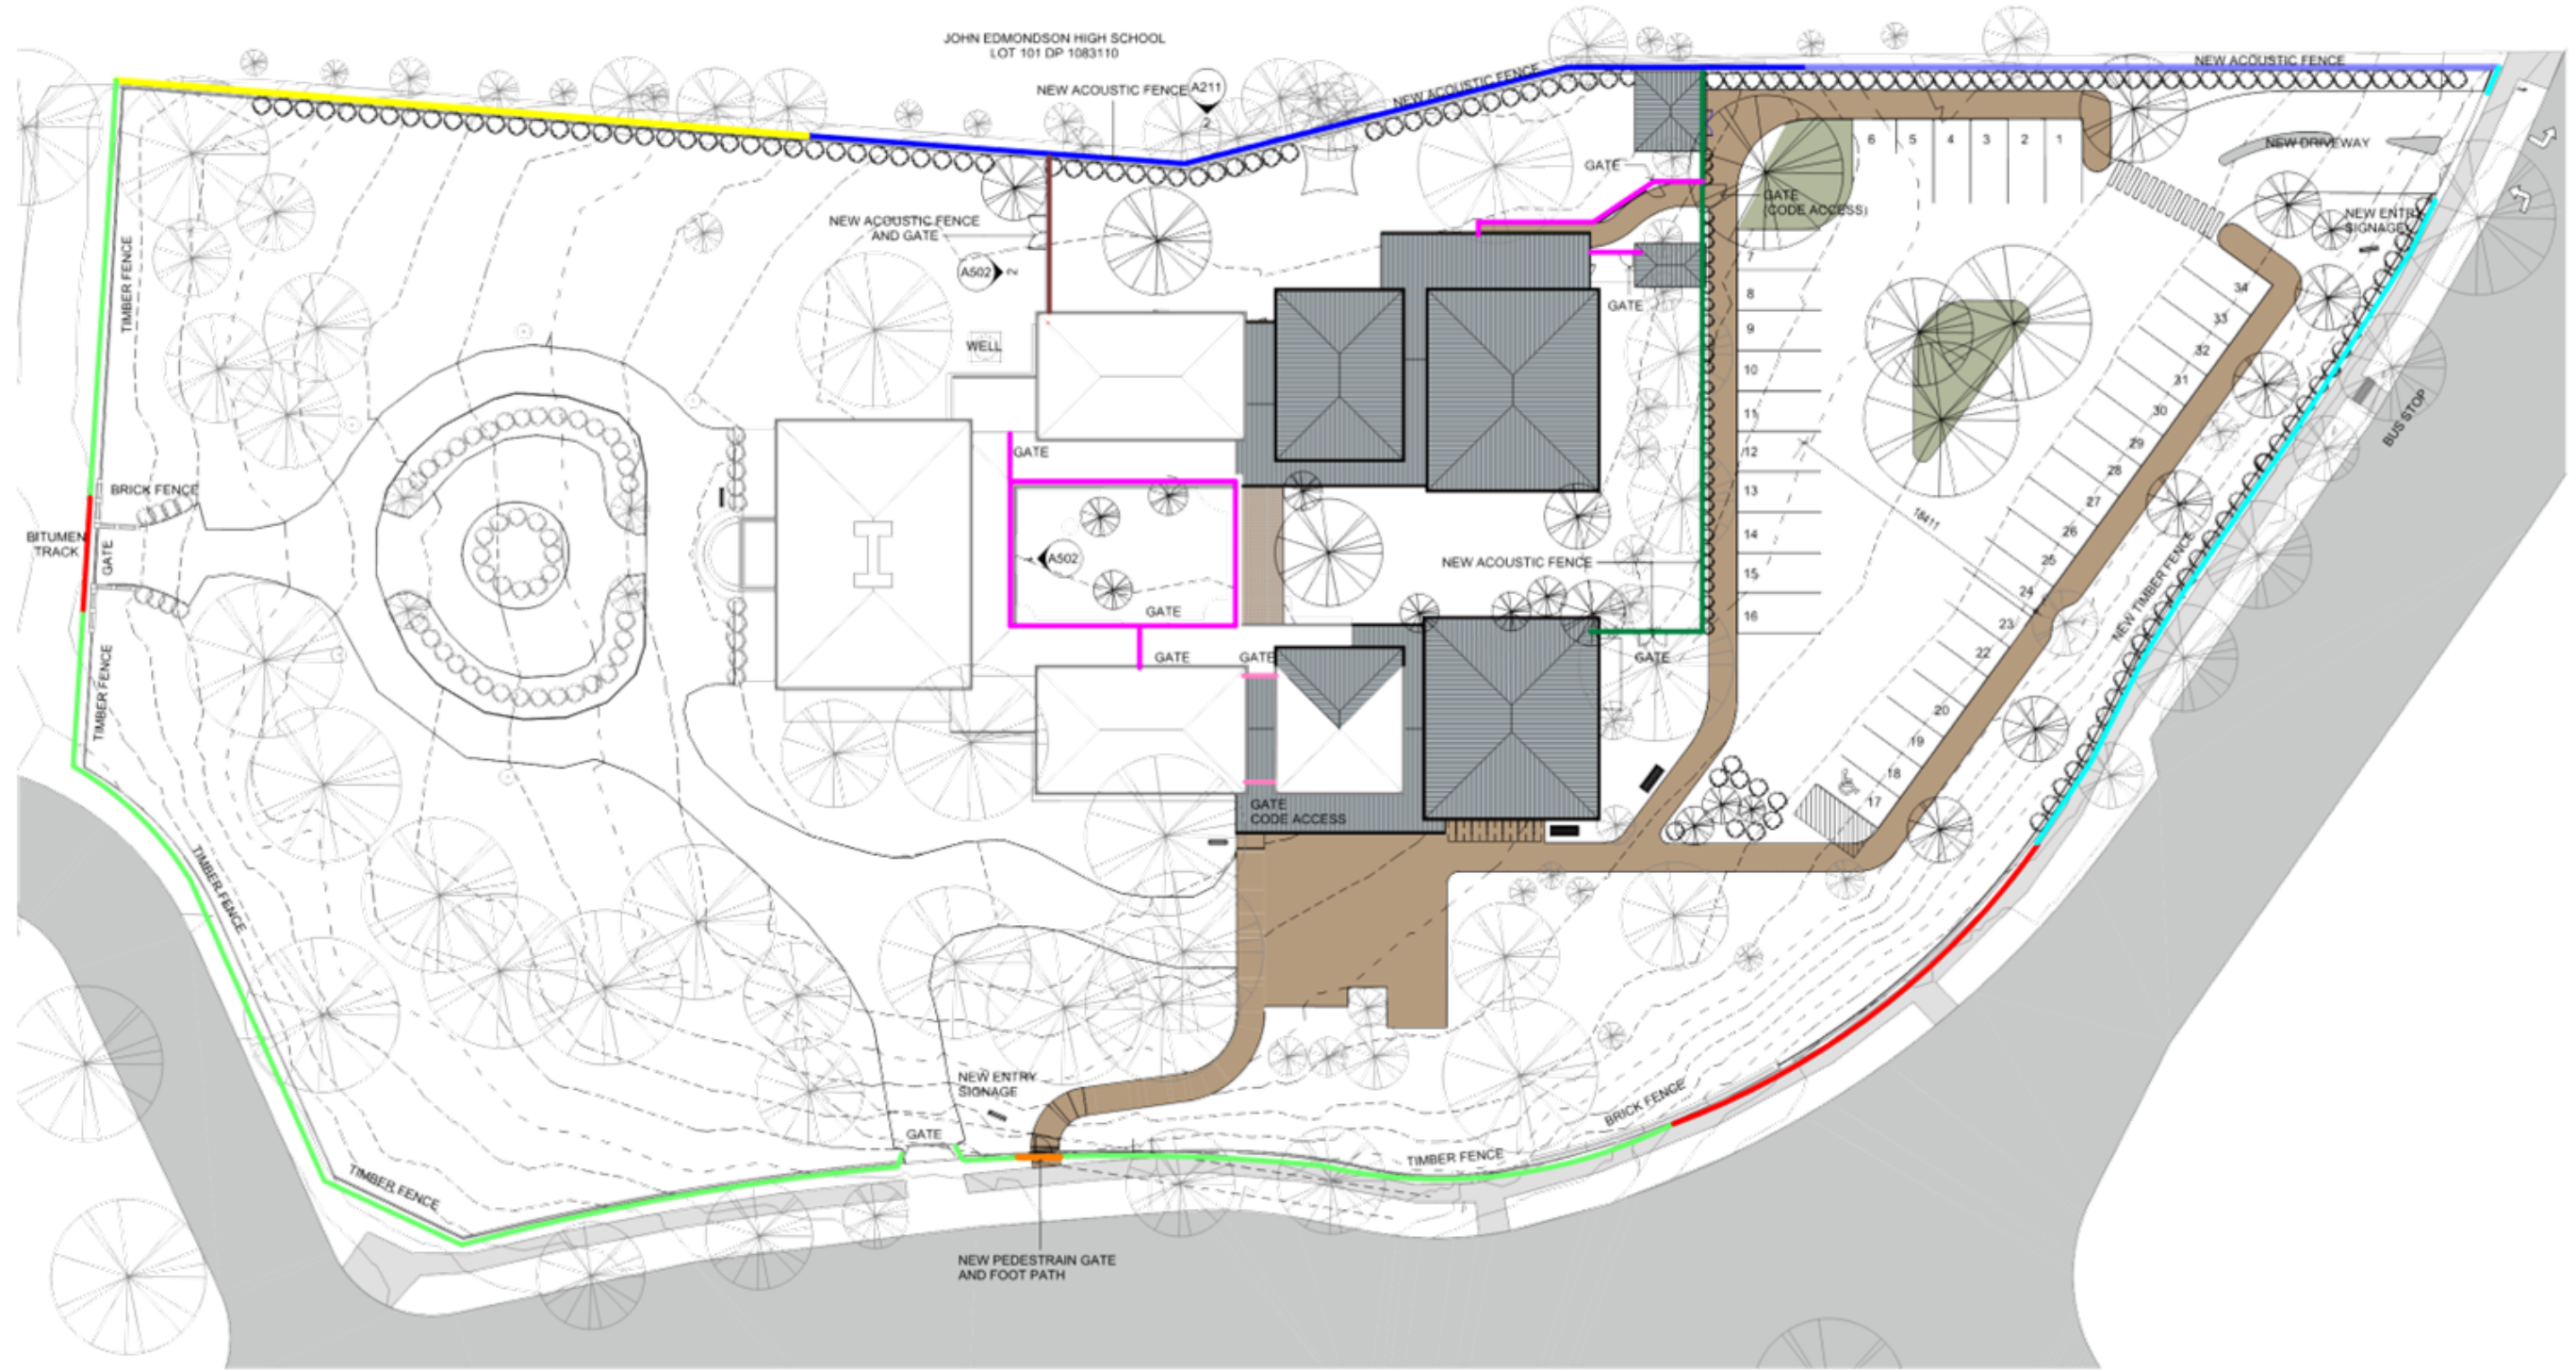 JOHN EDMONDSON HIGH SCHOOL
LOT 101 DP 1083110
NEW ACOUSTIC FENCE
A211
2
NEW ACOUSTIC FENCE
NEW ACOUSTIC FENCE
NEW DRIVEWAY
6 5 4 3 2 1
GATE
GATE
(CODE ACCESS)
NEW ENTRY
SIGNAGE
NEW ACOUSTIC FENCE
AND GATE
A502
2
TIMBER FENCE
WELL
GATE
7
8
9
10
11
12
13
14
15
16
34
33
32
31
30
29
28
27
26
25
24
23
22
20
19
18
17
BUS STOP
18411
NEW TIMBER FENCE
GATE
BRICK FENCE
BITUMEN
TRACK
GATE
A502
1
NEW ACOUSTIC FENCE
GATE
GATE
GATE
GATE
TIMBER FENCE
GATE
CODE ACCESS
TIMBER FENCE
NEW ENTRY
SIGNAGE
GATE
BRICK FENCE
TIMBER FENCE
TIMBER FENCE
NEW PEDESTRAIN GATE
AND FOOT PATH